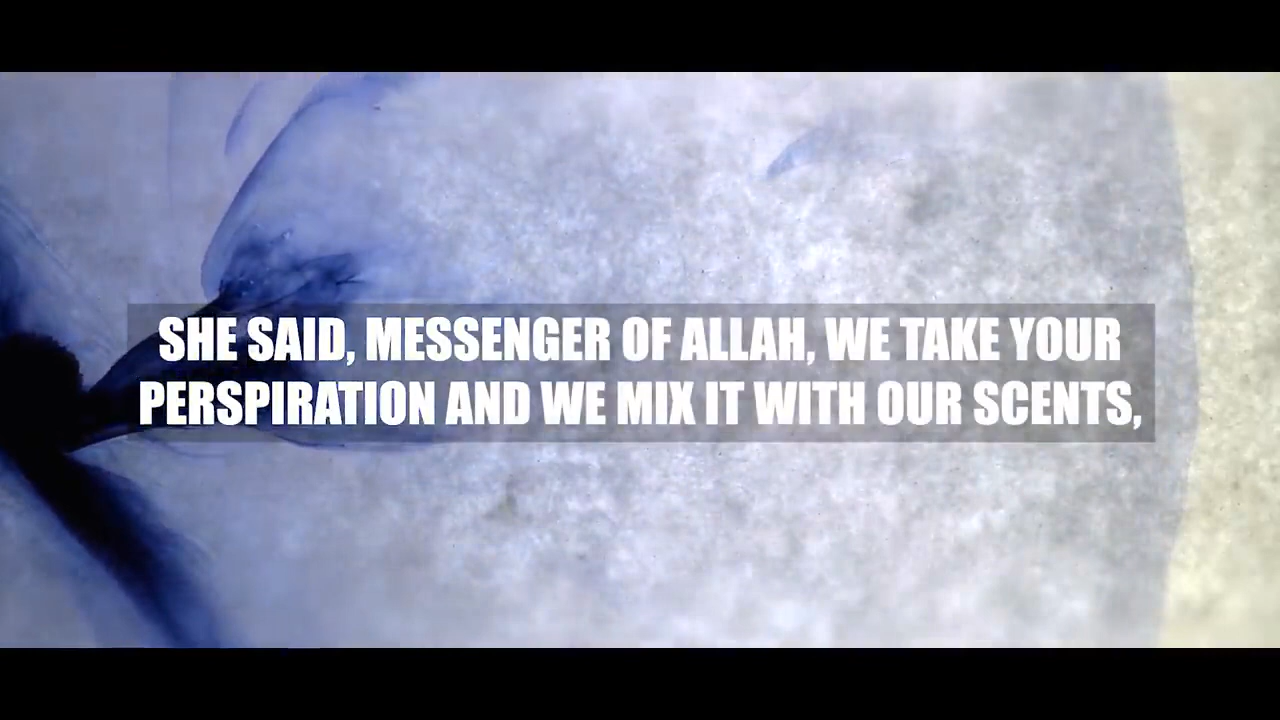 SHE SAID, MESSENGER OF ALLAH, WE TAKE YOUR
PERSPIRATION AND WE MIX IT WITH OUR SCENTS,